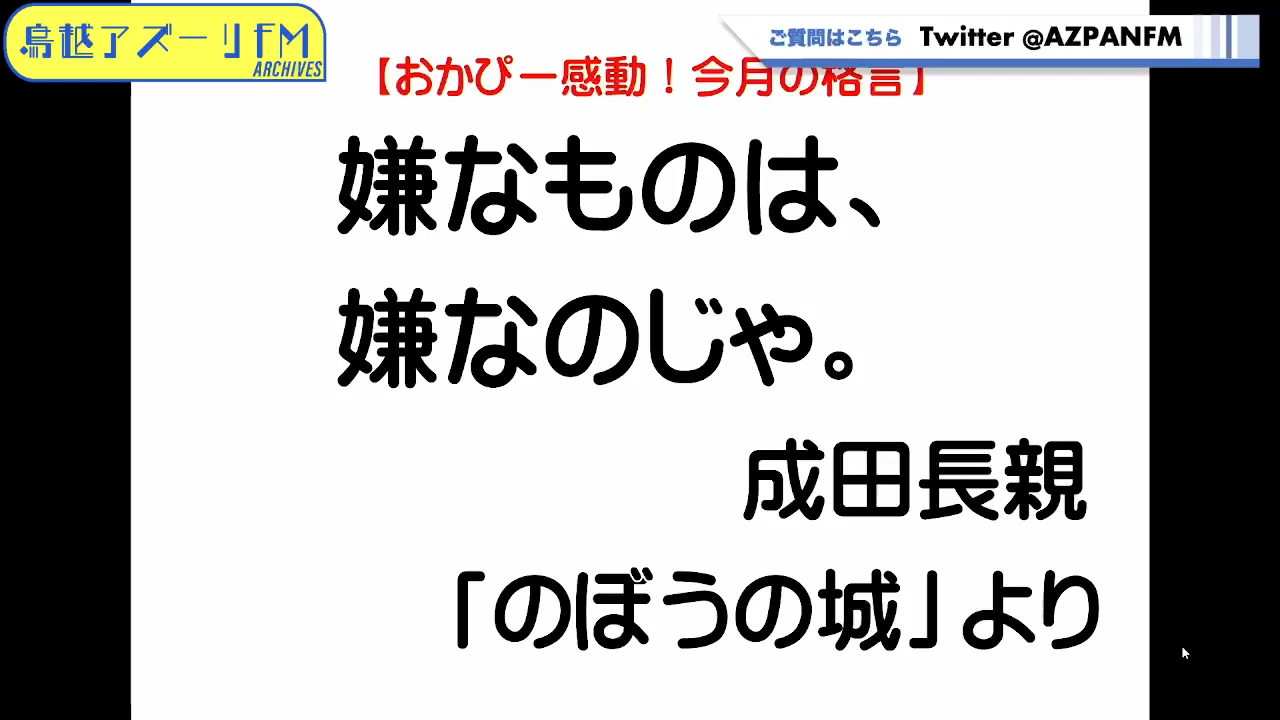 鳥越アズーリFM
ARCHIVES
ご質問はこちら Twitter @AZPANFM
【おかぴー感動！今月の格言】
嫌なものは、
嫌なのじゃ。
成田長親
「のぼうの城」より